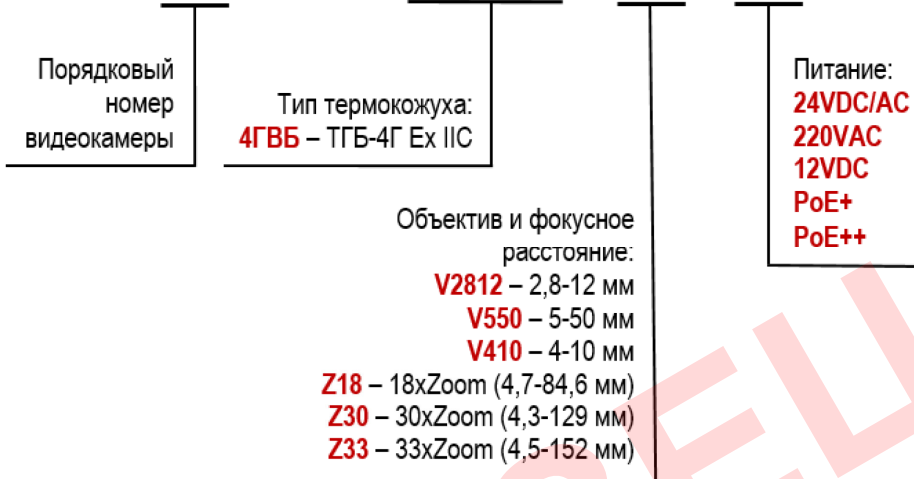 Порядковый
номер
видеокамеры
Тип термокожуха:
4ГВБ – ТГБ-4Г Ex IIC
Объектив и фокусное
расстояние:
V2812 – 2,8-12 мм
V550 – 5-50 мм
V410 – 4-10 мм
Z18 – 18xZoom (4,7-84,6 мм)
Z30 – 30xZoom (4,3-129 мм)
Z33 – 33xZoom (4,5-152 мм)
Питание:
24VDC/AC
220VAC
12VDC
PoE+
PoE++